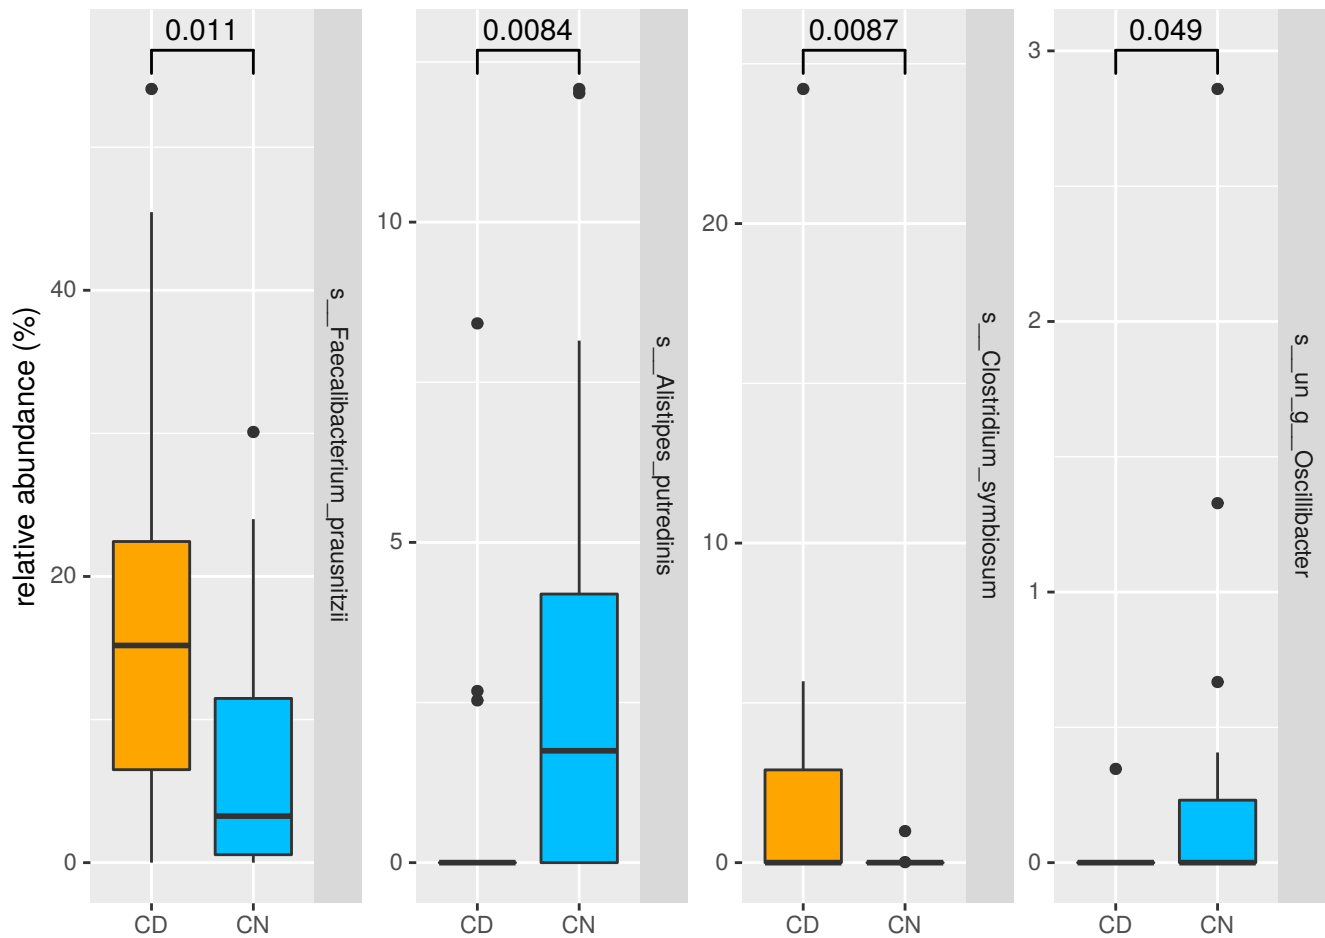 relative abundance (%)
0.011
40
20
0
CD CN
s__Faecalibacterium_prausnitzii
0.0084
10
5
0
CD CN
s__Alistipes_putredinis
0.0087
20
10
0
CD CN
s__Clostridium_symbiosum
0.049
3
2
1
0
CD CN
s__un_g__Oscillibacter